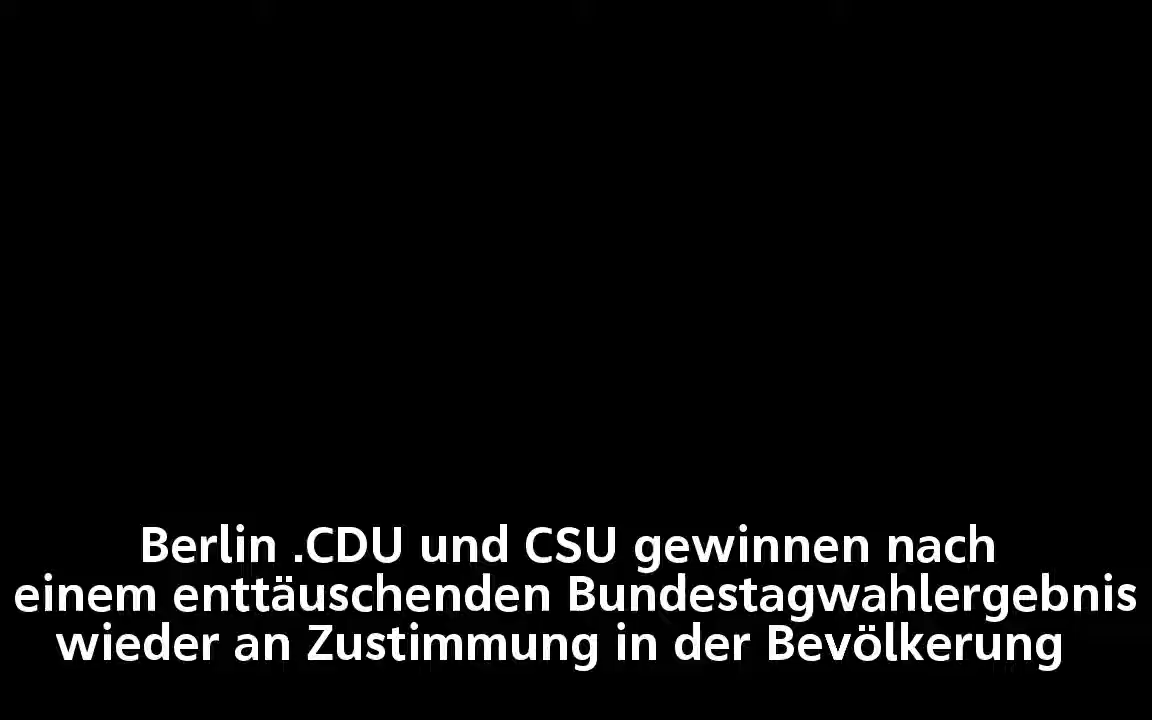 Berlin .CDU und CSU gewinnen nach
einem enttäuschenden Bundestagwahlergebnis
wieder an Zustimmung in der Bevölkerung